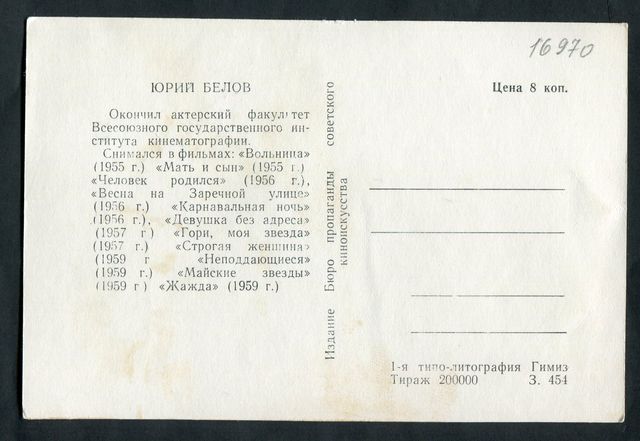 16970
ЮРИЙ БЕЛОВ
Окончил актерский факультет
Всесоюзного государственного ин-
ститута кинематографии.
Снимался в фильмах: «Вольница»
(1955 г.) «Мать и сын» (1955 г.)
«Человек родился» (1956 г.),
«Весна на Заречной улице»
(1956 г.) «Карнавальная ночь»
(1956 г.), «Девушка без адреса»
(1957 г) «Гори, моя звезда»
(1957 г.) «Строгая женщина»
(1959 г «Неподдающиеся»
(1959 г.) «Майские звезды»
(1959 г) «Жажда» (1959 г.)
Издание Бюро пропаганды советского
киноискусства
Цена 8 коп.
1-я типо-литография Гимиз
Тираж 200000 З. 454